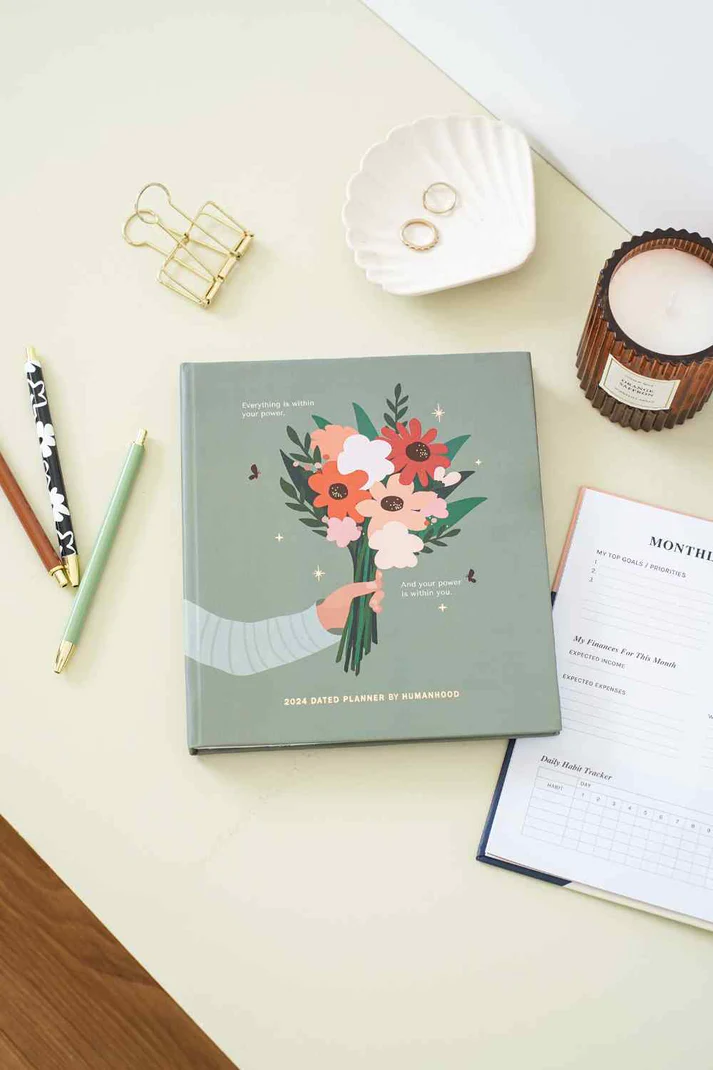 Everything is within
your power.
And your power
is within you.
2024 DATED PLANNER BY HUMANHOOD
ORANGE
SAFFRON
MY TOP GOALS / PRIORITIES
1.
2.
3.
My Finances For This Month
EXPECTED INCOME
EXPECTED EXPENSES
Daily Habit Tracker
HABIT
DAY
1 2 3 4 5 6 7 8 9